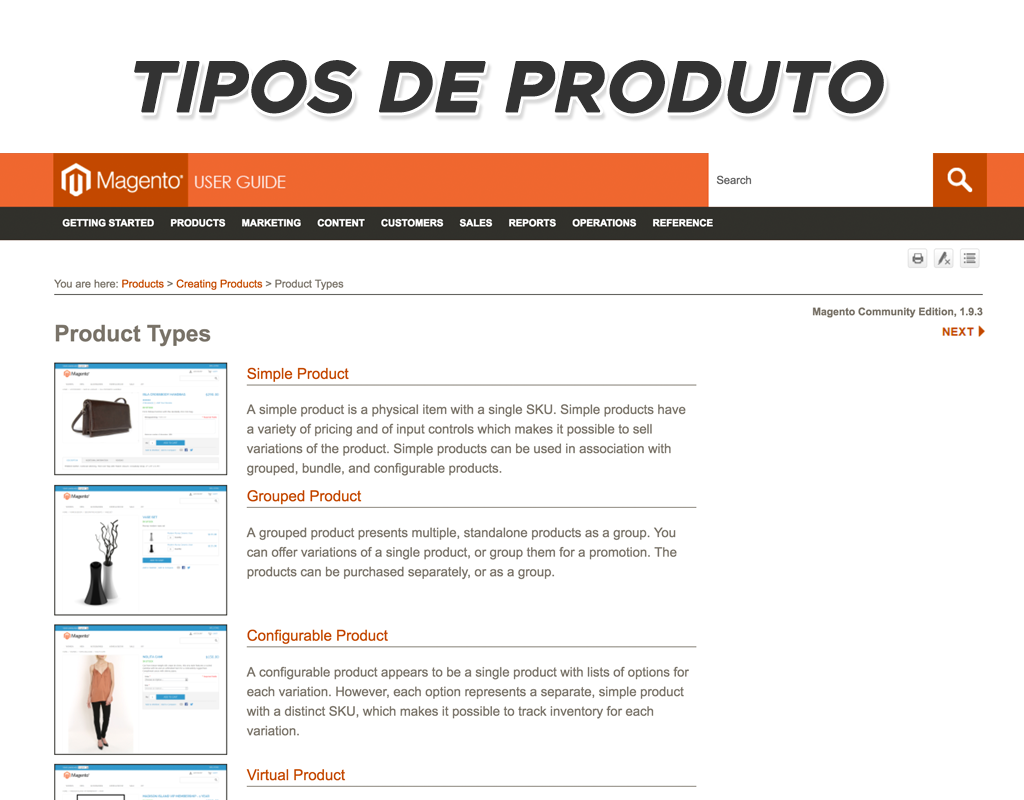 TIPOS DE PRODUTO
Magento® USER GUIDE
Search
GETTING STARTED PRODUCTS MARKETING CONTENT CUSTOMERS SALES REPORTS OPERATIONS REFERENCE
You are here: Products > Creating Products > Product Types
Magento Community Edition, 1.9.3
NEXT
Product Types
Magento
Simple Product
A simple product is a physical item with a single SKU. Simple products have
a variety of pricing and of input controls which makes it possible to sell
variations of the product. Simple products can be used in association with
grouped, bundle, and configurable products.
Magento
Grouped Product
A grouped product presents multiple, standalone products as a group. You
can offer variations of a single product, or group them for a promotion. The
products can be purchased separately, or as a group.
Magento
Configurable Product
A configurable product appears to be a single product with lists of options for
each variation. However, each option represents a separate, simple product
with a distinct SKU, which makes it possible to track inventory for each
variation.
Magento
Virtual Product